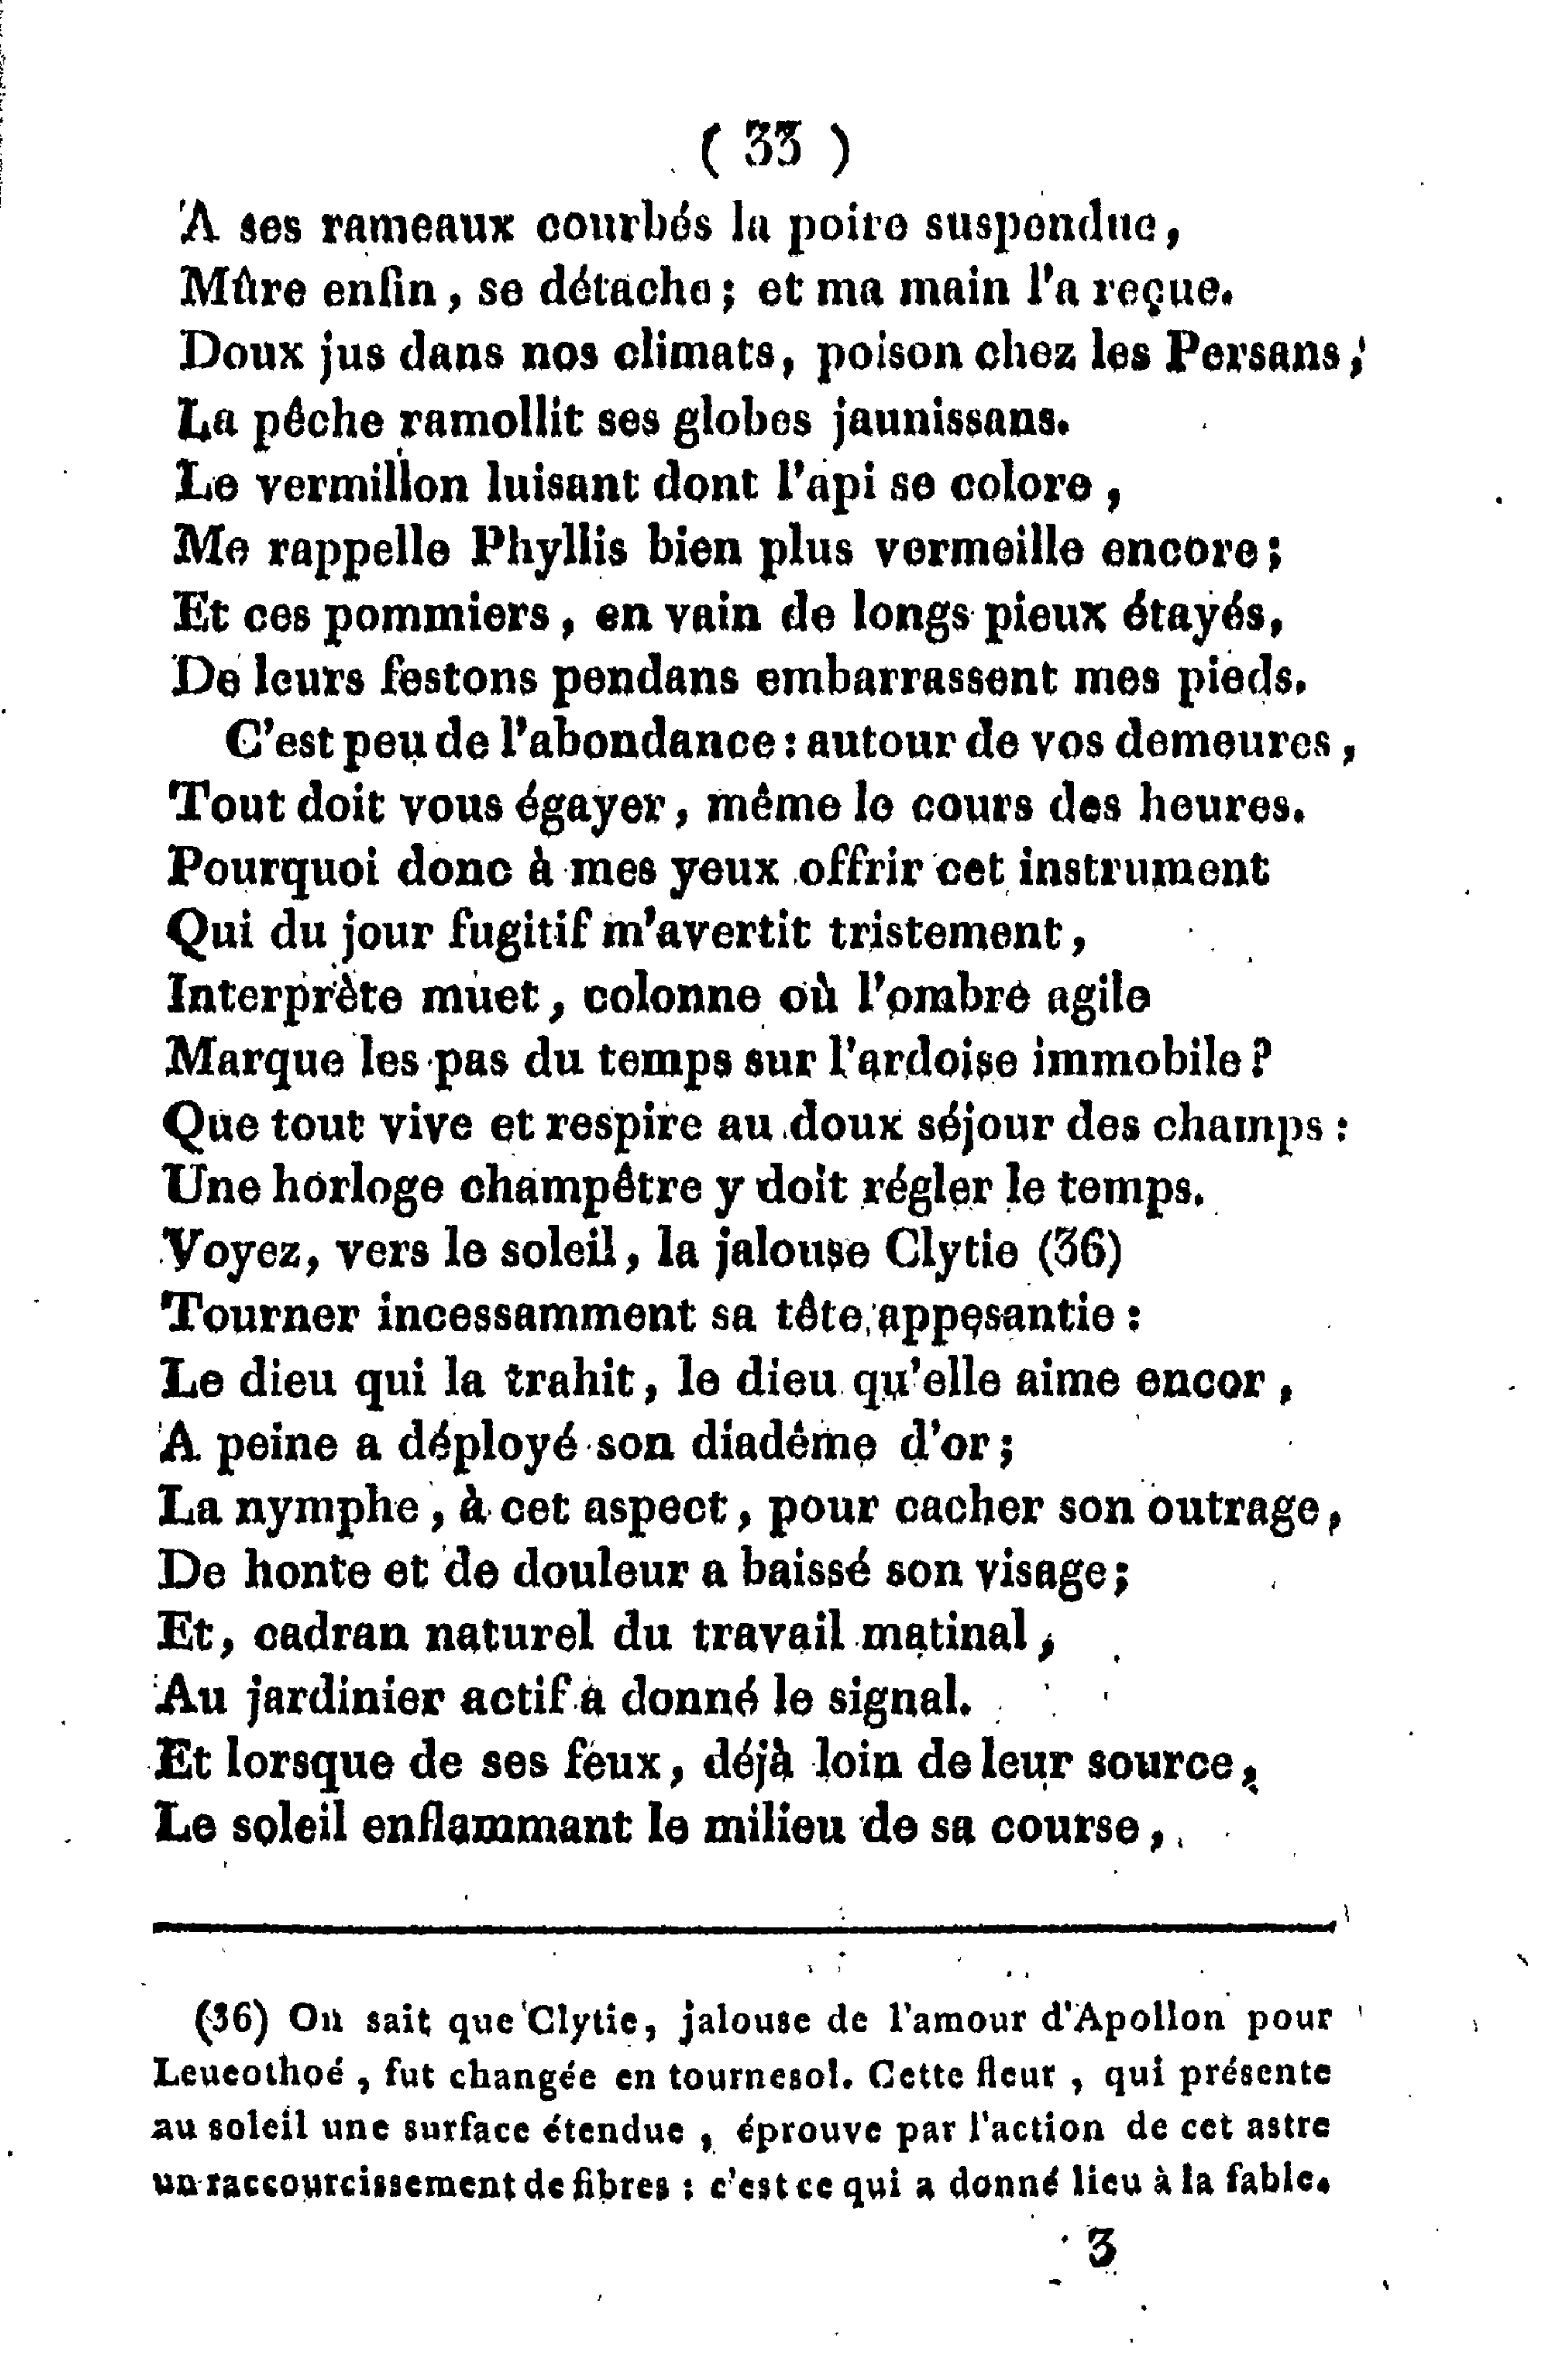 ( 33 )
A ses rameaux courbés la poire suspendue,
Mûre enfin, se détache; et ma main l'a reçue.
Doux jus dans nos climats, poison chez les Persans,
La pêche ramollit ses globes jaunissans.
Le vermillon luisant dont l'api se colore,
Me rappelle Phyllis bien plus vermeille encore;
Et ces pommiers, en vain de longs pieux étayés,
De leurs festons pendans embarrassent mes pieds.
C'est peu de l'abondance : autour de vos demeures,
Tout doit vous égayer, même le cours des heures.
Pourquoi donc à mes yeux offrir cet instrument
Qui du jour fugitif m'avertit tristement,
Interprète muet, colonne où l'ombre agile
Marque les pas du temps sur l'ardoise immobile?
Que tout vive et respire au doux séjour des champs :
Une horloge champêtre y doit régler le temps.
Voyez, vers le soleil, la jalouse Clytie (36)
Tourner incessamment sa tête appesantie :
Le dieu qui la trahit, le dieu qu'elle aime encor,
A peine a déployé son diadême d'or;
La nymphe, à cet aspect, pour cacher son outrage,
De honte et de douleur a baissé son visage;
Et, cadran naturel du travail matinal,
Au jardinier actif a donné le signal.
Et lorsque de ses feux, déjà loin de leur source,
Le soleil enflammant le milieu de sa course,
(36) On sait que Clytie, jalouse de l'amour d'Apollon pour
Leucothoé, fut changée en tournesol. Cette fleur, qui présente
au soleil une surface étendue, éprouve par l'action de cet astre
un raccourcissement de fibres : c'est ce qui a donné lieu à la fable.
3